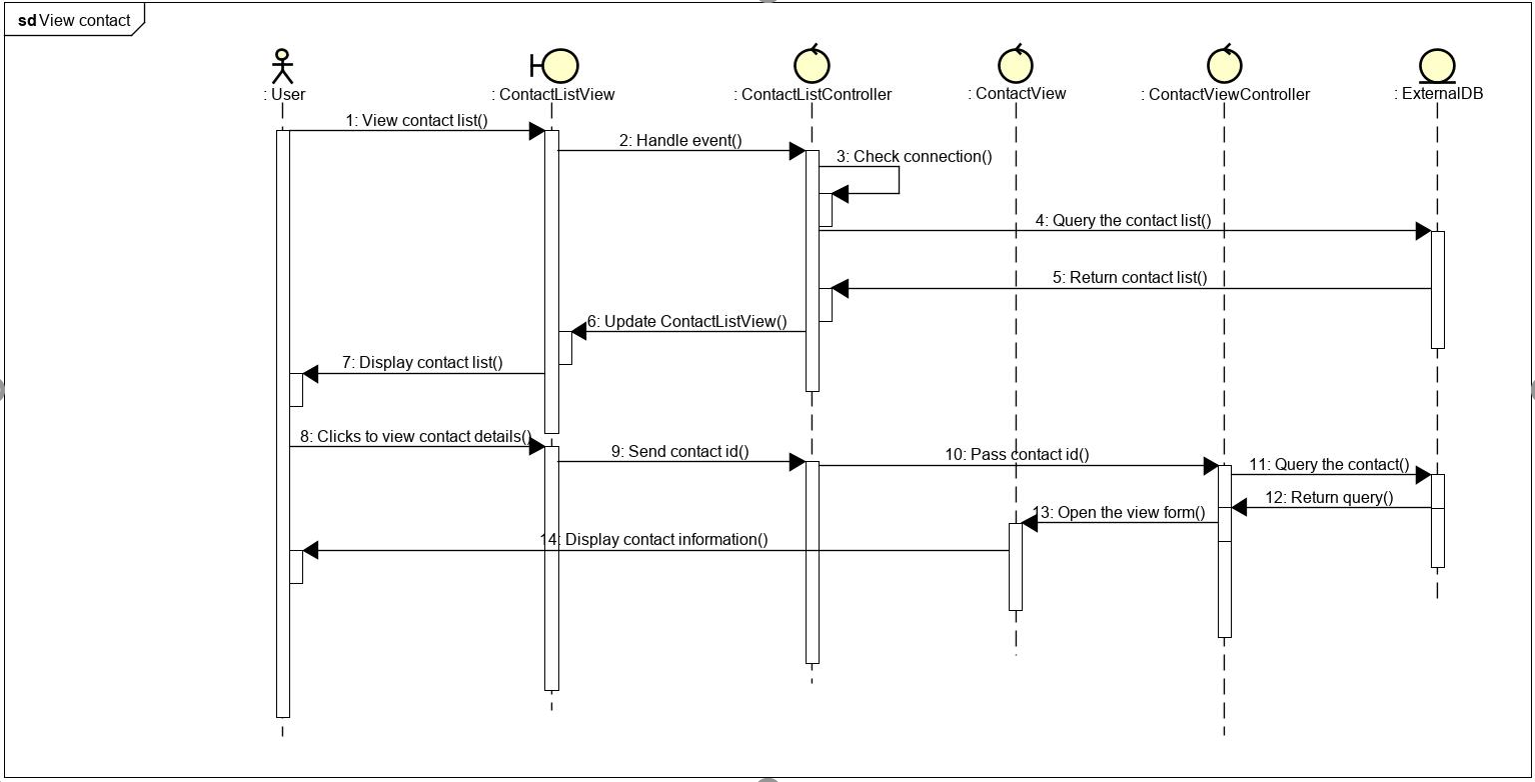 sd View contact
: User
: ContactListView
: ContactListController
: ContactView
: ContactViewController
: ExternalDB
1: View contact list()
2: Handle event()
3: Check connection()
4: Query the contact list()
5: Return contact list()
6: Update ContactListView()
7: Display contact list()
8: Clicks to view contact details()
9: Send contact id()
10: Pass contact id()
11: Query the contact()
12: Return query()
13: Open the view form()
14: Display contact information()